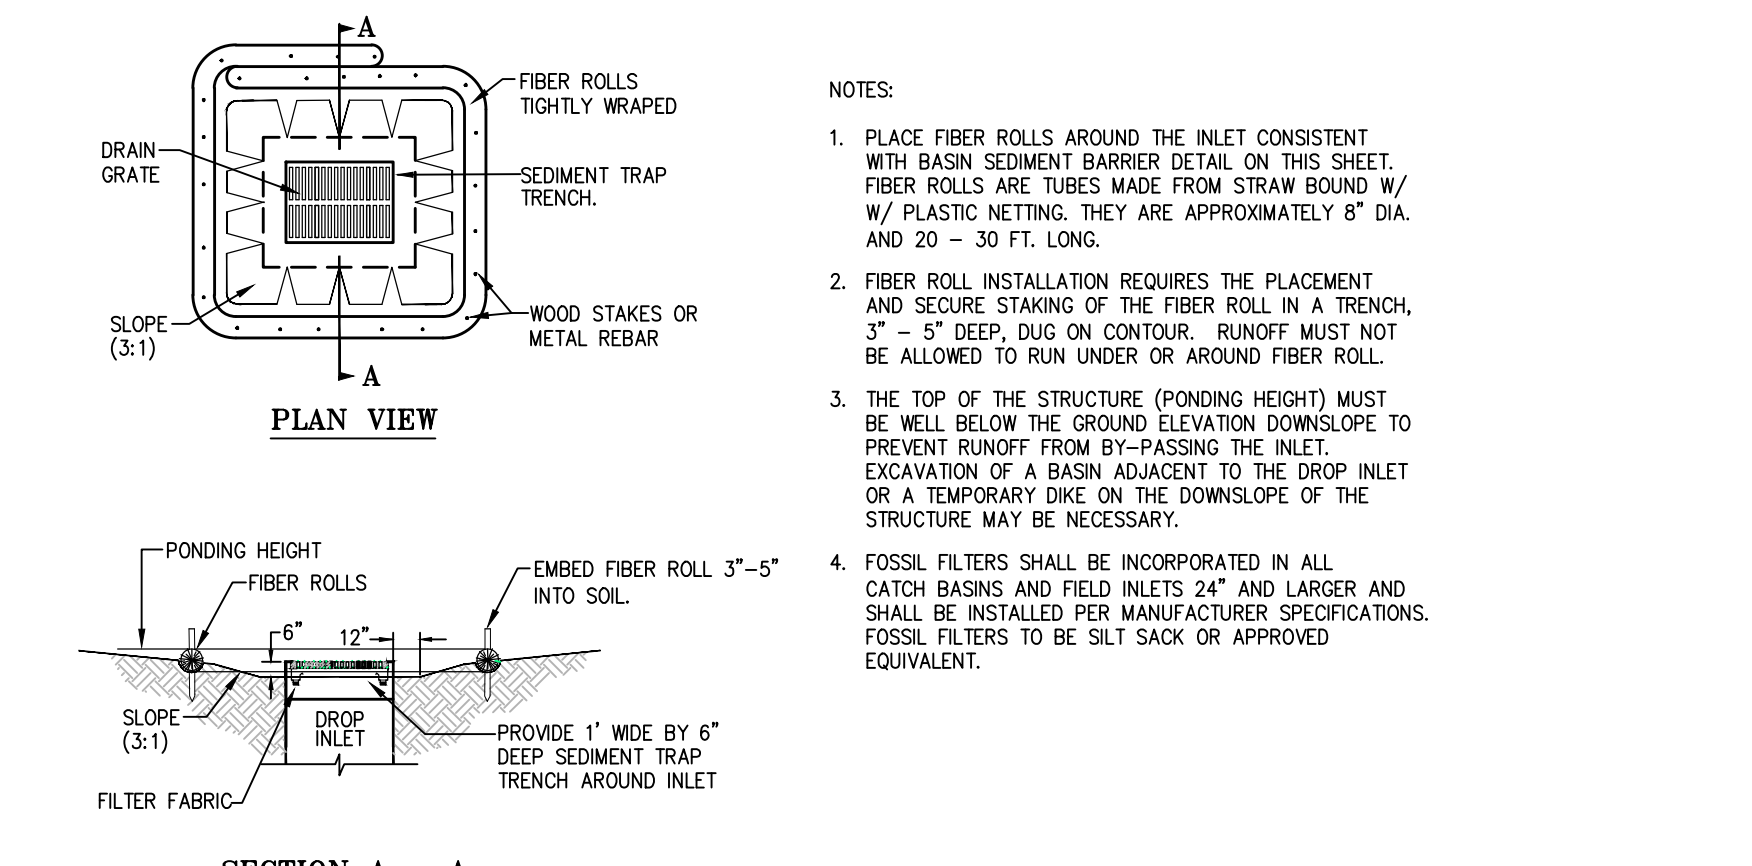 A
FIBER ROLLS
TIGHTLY WRAPED
DRAIN
GRATE
SEDIMENT TRAP
TRENCH.
WOOD STAKES OR
METAL REBAR
SLOPE
(3:1)
A
PLAN VIEW
PONDING HEIGHT
FIBER ROLLS
EMBED FIBER ROLL 3"-5"
INTO SOIL.
6"
12"
SLOPE
(3:1)
DROP
INLET
PROVIDE 1' WIDE BY 6"
DEEP SEDIMENT TRAP
TRENCH AROUND INLET
FILTER FABRIC
SECTION A - A
NOTES:
1. PLACE FIBER ROLLS AROUND THE INLET CONSISTENT
WITH BASIN SEDIMENT BARRIER DETAIL ON THIS SHEET.
FIBER ROLLS ARE TUBES MADE FROM STRAW BOUND W/
W/ PLASTIC NETTING. THEY ARE APPROXIMATELY 8" DIA.
AND 20 - 30 FT. LONG.
2. FIBER ROLL INSTALLATION REQUIRES THE PLACEMENT
AND SECURE STAKING OF THE FIBER ROLL IN A TRENCH,
3" - 5" DEEP, DUG ON CONTOUR. RUNOFF MUST NOT
BE ALLOWED TO RUN UNDER OR AROUND FIBER ROLL.
3. THE TOP OF THE STRUCTURE (PONDING HEIGHT) MUST
BE WELL BELOW THE GROUND ELEVATION DOWNSLOPE TO
PREVENT RUNOFF FROM BY-PASSING THE INLET.
EXCAVATION OF A BASIN ADJACENT TO THE DROP INLET
OR A TEMPORARY DIKE ON THE DOWNSLOPE OF THE
STRUCTURE MAY BE NECESSARY.
4. FOSSIL FILTERS SHALL BE INCORPORATED IN ALL
CATCH BASINS AND FIELD INLETS 24" AND LARGER AND
SHALL BE INSTALLED PER MANUFACTURER SPECIFICATIONS.
FOSSIL FILTERS TO BE SILT SACK OR APPROVED
EQUIVALENT.